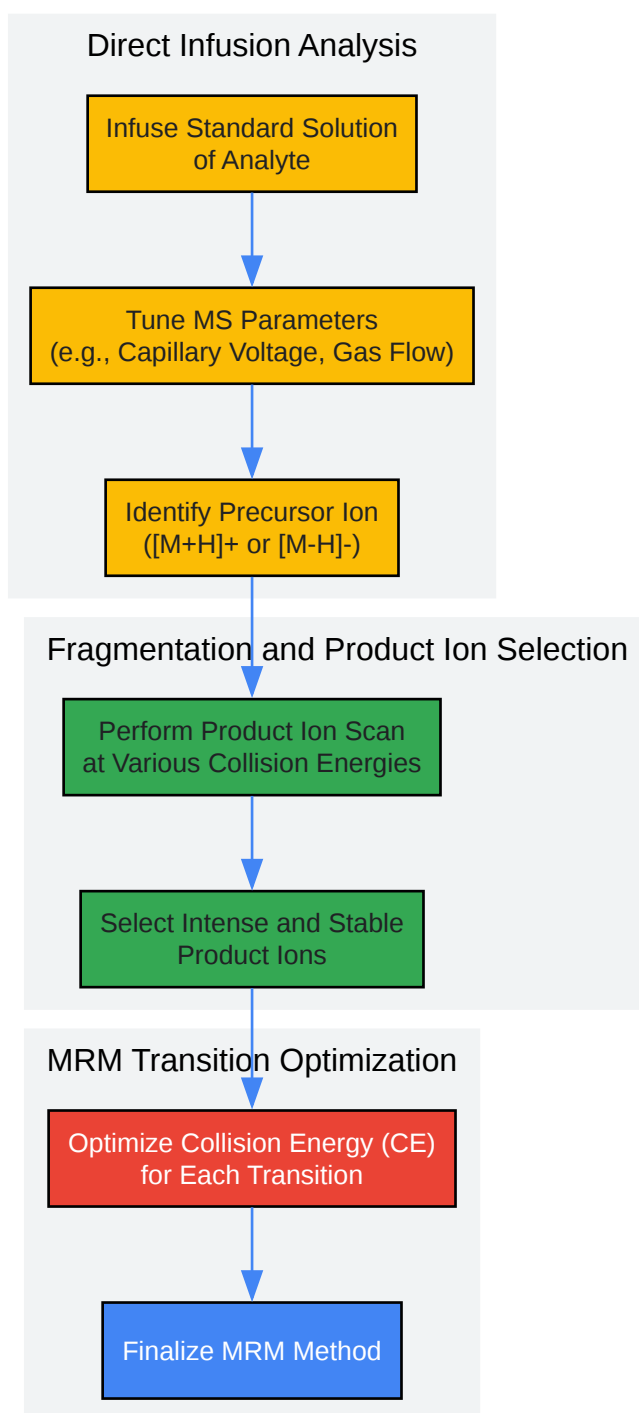 Direct Infusion Analysis
Infuse Standard Solution
of Analyte
Tune MS Parameters
(e.g., Capillary Voltage, Gas Flow)
Identify Precursor Ion
([M+H]+ or [M-H]-)
Fragmentation and Product Ion Selection
Perform Product Ion Scan
at Various Collision Energies
Select Intense and Stable
Product Ions
MRM Transition Optimization
Optimize Collision Energy (CE)
for Each Transition
Finalize MRM Method